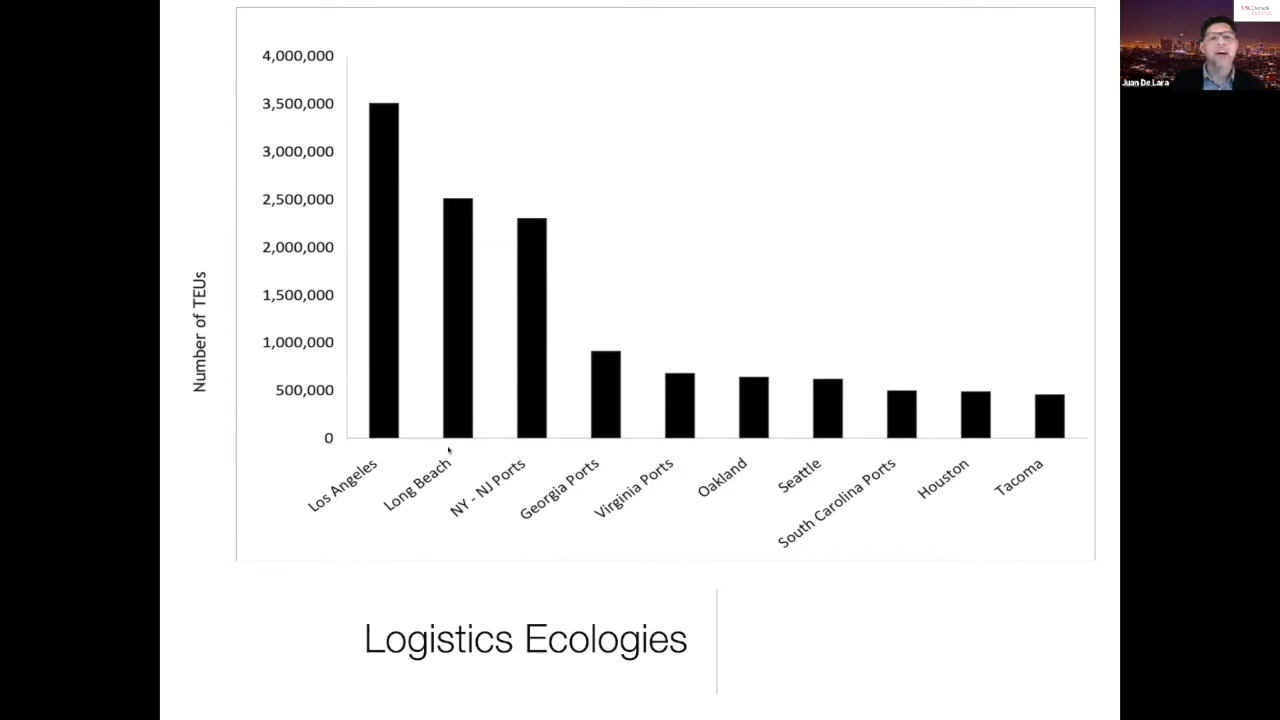 4,000,000
3,500,000
3,000,000
2,500,000
2,000,000
1,500,000
1,000,000
500,000
0
Number of TEUs
Los Angeles
Long Beach
NY - NJ Ports
Georgia Ports
Virginia Ports
Oakland
Seattle
South Carolina Ports
Houston
Tacoma
Logistics Ecologies
USC Dornsife
Juan De Lara